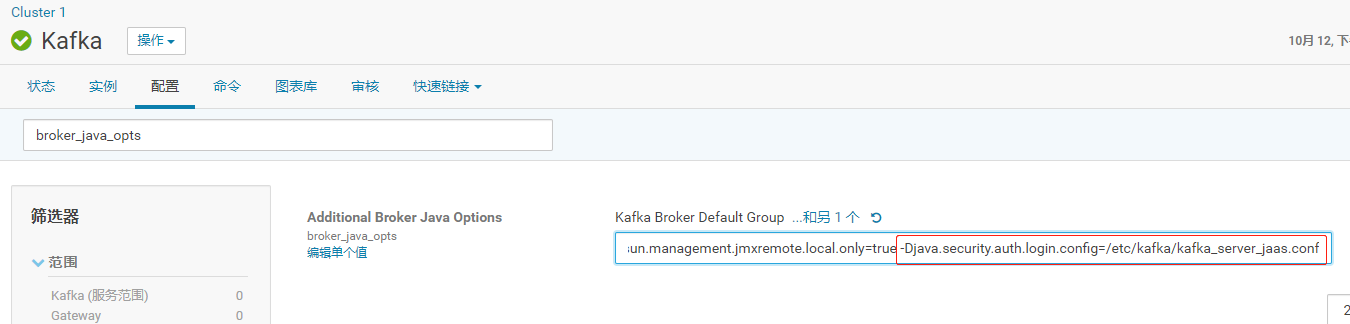 Cluster 1
Kafka 操作
10月 12, 下
状态 实例 配置 命令 图表库 审核 快速链接
broker_java_opts
筛选器
范围
Kafka (服务范围) 0
Gateway 0
Additional Broker Java Options
broker_java_opts
编辑单个值
Kafka Broker Default Group ...和另 1 个
un.management.jmxremote.local.only=true -Djava.security.auth.login.config=/etc/kafka/kafka_server_jaas.conf
2